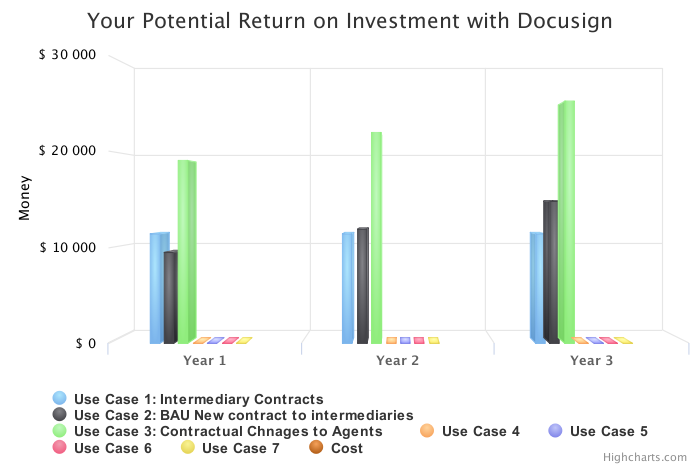 Your Potential Return on Investment with Docusign
$ 30 000
$ 20 000
Money
$ 10 000
$ 0
Year 1 Year 2 Year 3
Use Case 1: Intermediary Contracts
Use Case 2: BAU New contract to intermediaries
Use Case 3: Contractual Chnages to Agents Use Case 4 Use Case 5
Use Case 6 Use Case 7 Cost
Highcharts.com